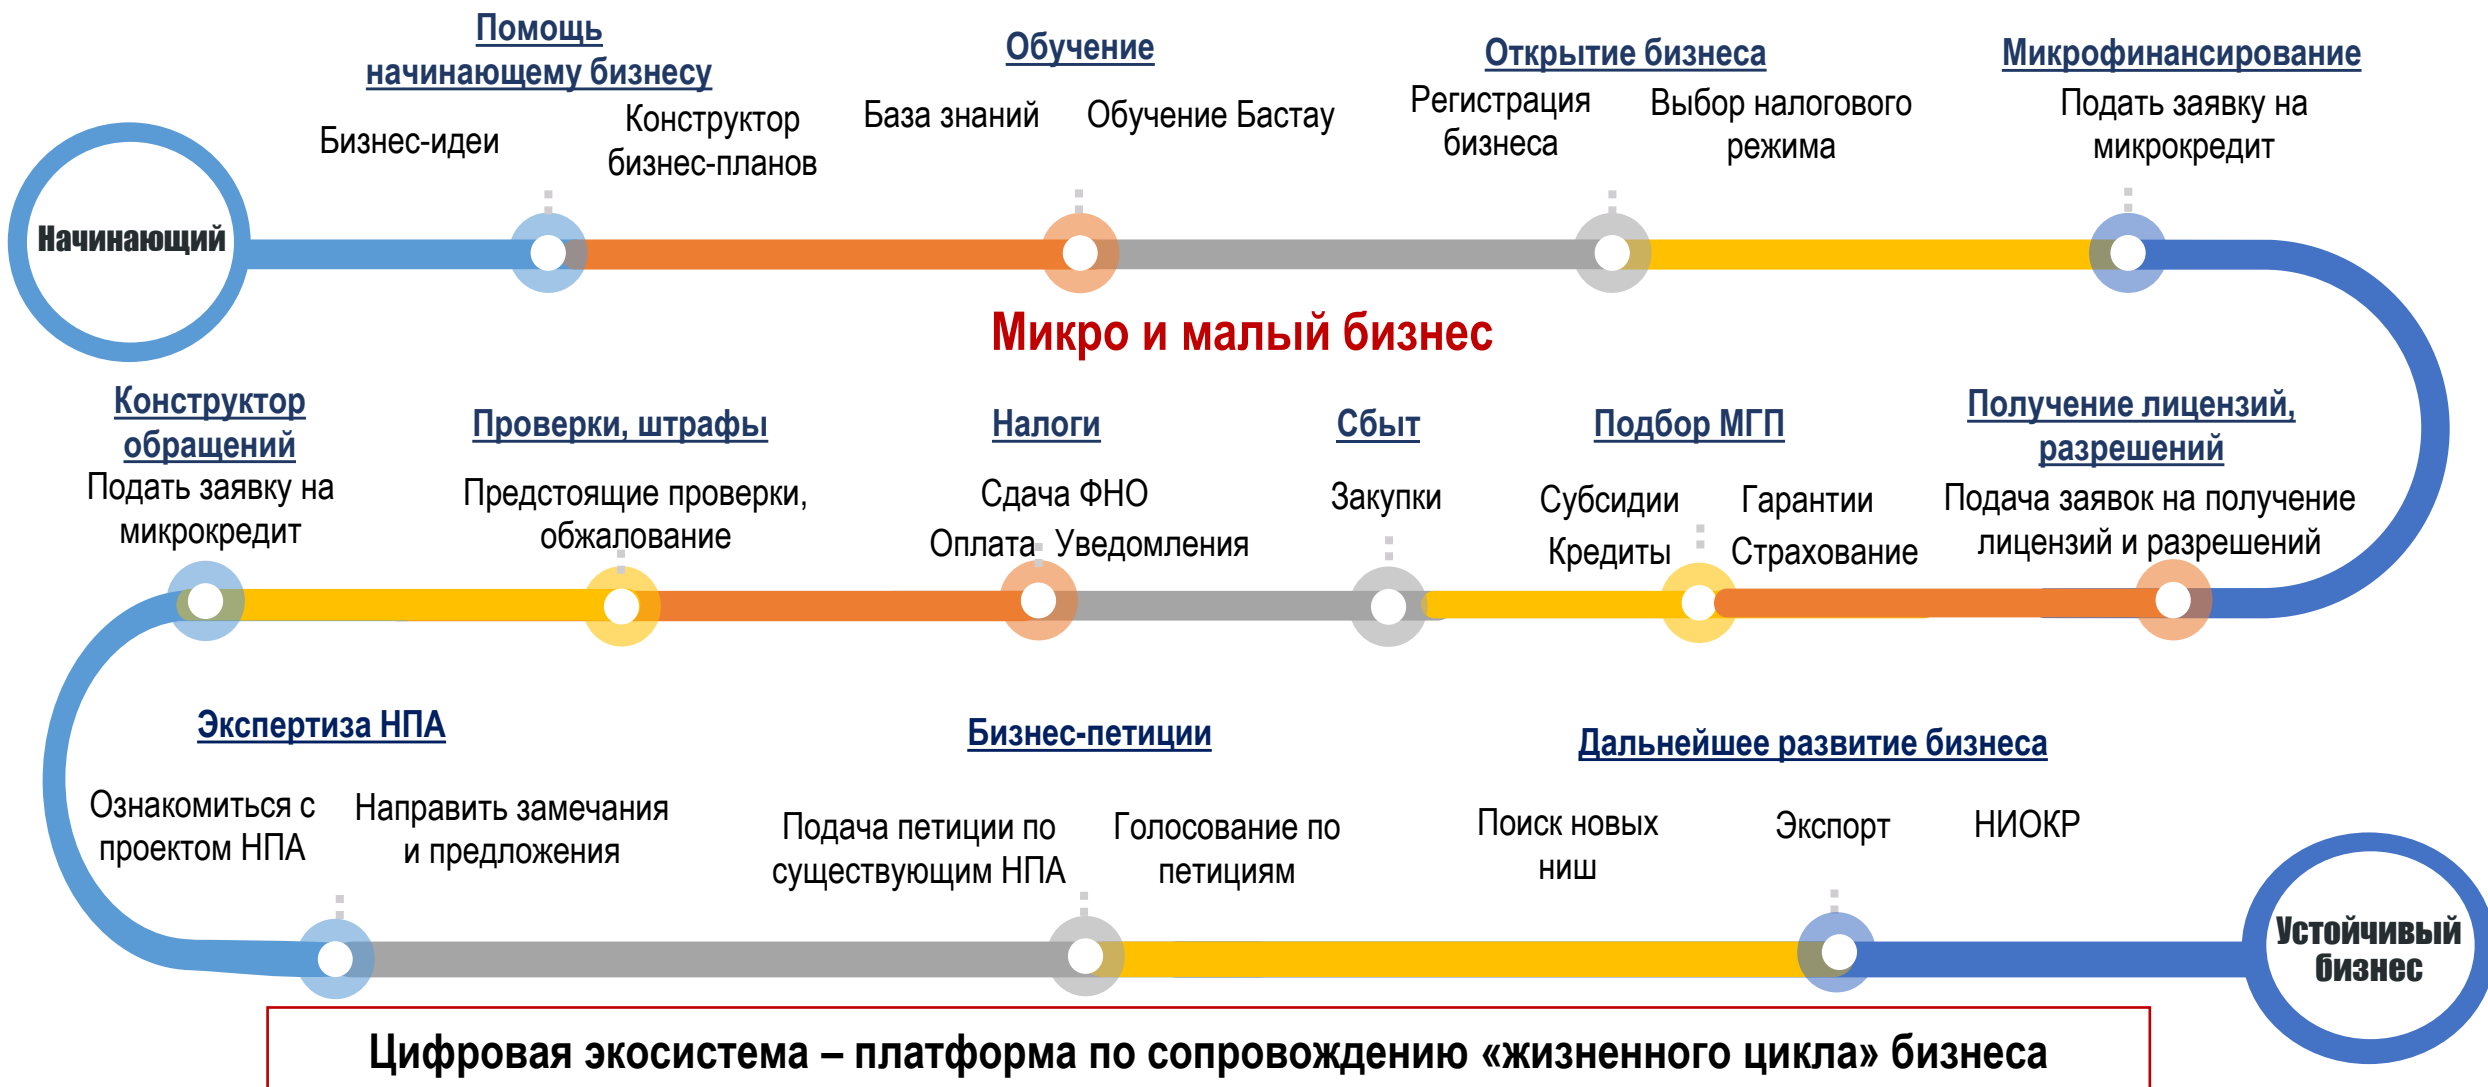 Помощь
начинающему бизнесу
Бизнес-идеи
Конструктор
бизнес-планов
Обучение
База знаний
Обучение Бастау
Открытие бизнеса
Регистрация
бизнеса
Выбор налогового
режима
Микрофинансирование
Подать заявку на
микрокредит
Начинающий
Микро и малый бизнес
Конструктор
обращений
Подать заявку на
микрокредит
Проверки, штрафы
Предстоящие проверки,
обжалование
Налоги
Сдача ФНО
Оплата
Уведомления
Сбыт
Закупки
Подбор МГП
Субсидии
Гарантии
Кредиты
Страхование
Получение лицензий,
разрешений
Подача заявок на получение
лицензий и разрешений
Экспертиза НПА
Ознакомиться с
проектом НПА
Направить замечания
и предложения
Бизнес-петиции
Подача петиции по
существующим НПА
Голосование по
петициям
Дальнейшее развитие бизнеса
Поиск новых
ниш
Экспорт
НИОКР
Устойчивый
бизнес
Цифровая экосистема – платформа по сопровождению «жизненного цикла» бизнеса